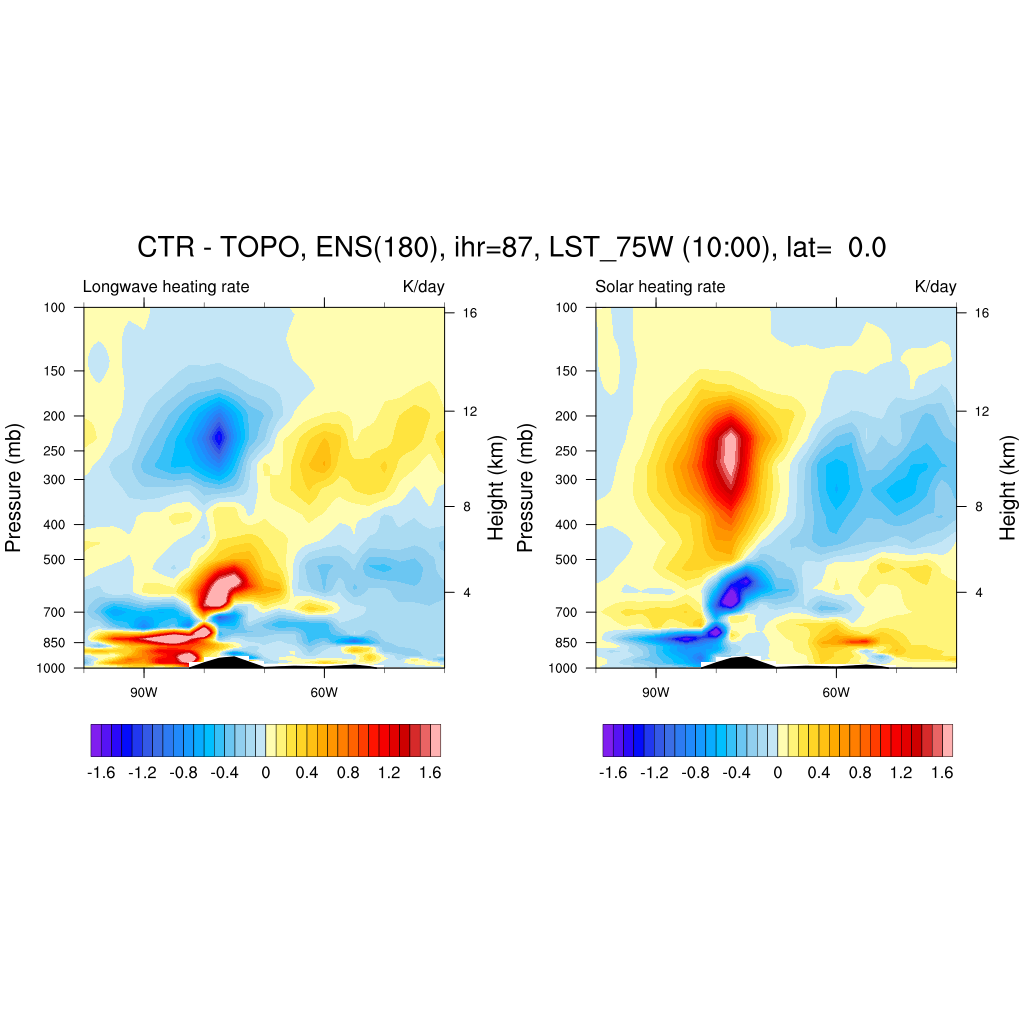 CTR - TOPO, ENS(180), ihr=87, LST_75W (10:00), lat=  0.0
Longwave heating rate K/day
Pressure (mb)
100
150
200
250
300
400
500
700
850
1000
16
12
8
4
Height (km)
90W 60W
-1.6 -1.2 -0.8 -0.4 0 0.4 0.8 1.2 1.6
Solar heating rate K/day
Pressure (mb)
100
150
200
250
300
400
500
700
850
1000
16
12
8
4
Height (km)
90W 60W
-1.6 -1.2 -0.8 -0.4 0 0.4 0.8 1.2 1.6